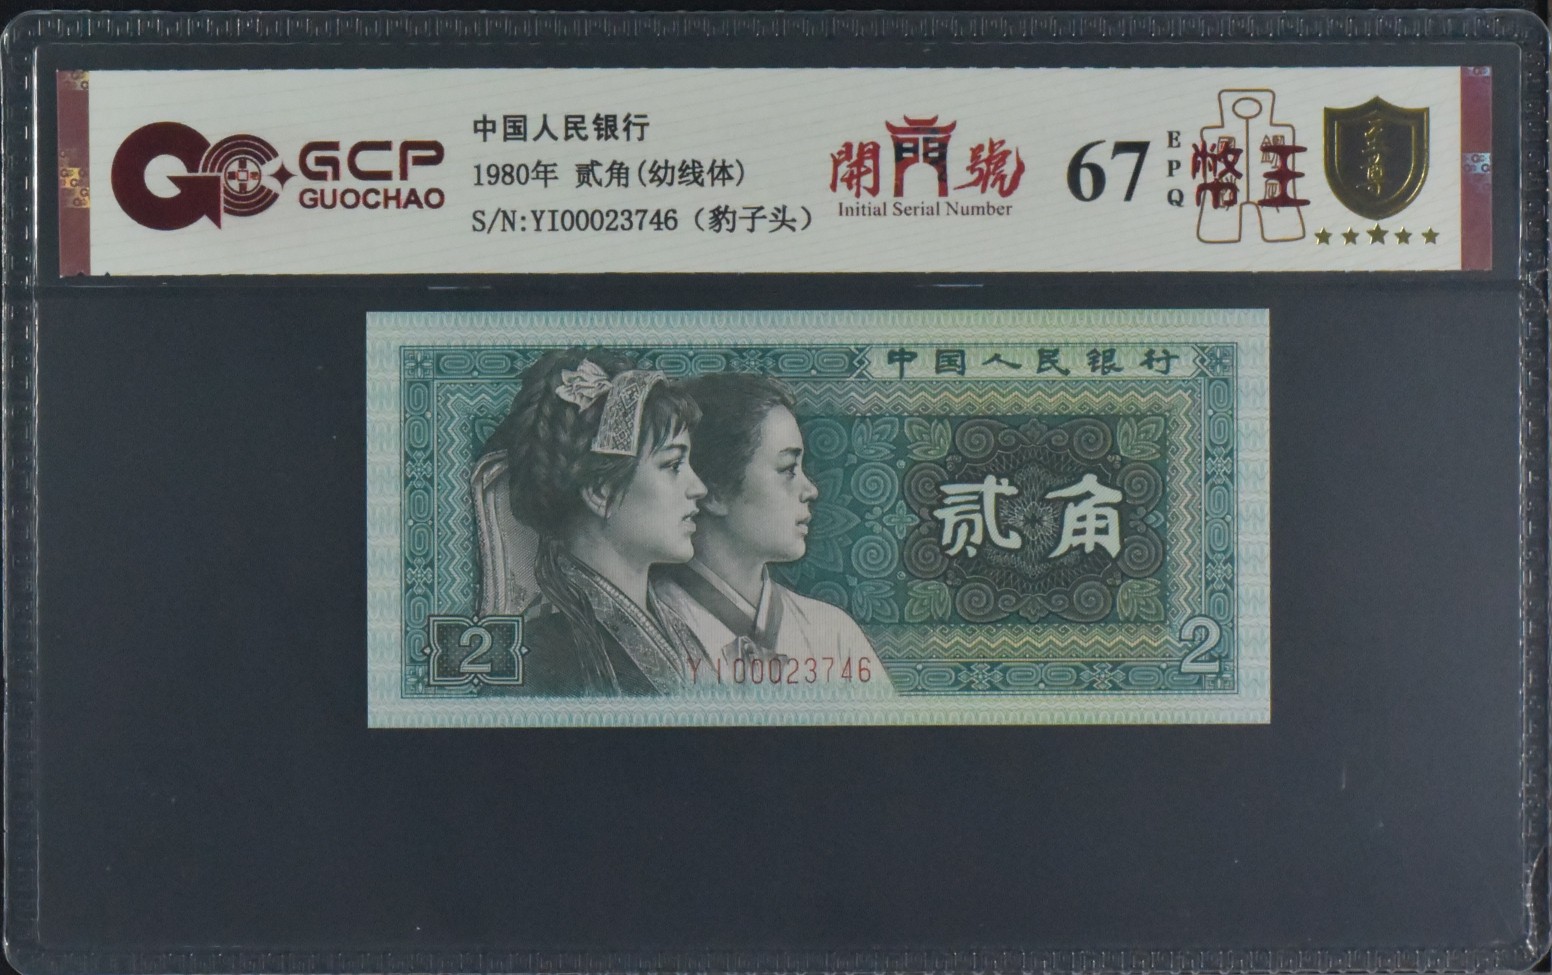 GCP
GUOCHAO
中国人民银行
1980年 贰角(幼线体)
S/N:YI00023746（豹子头）
開門號
Initial Serial Number
67
EPQ
幣王
中国人民银行
贰角
2
YI00023746
2